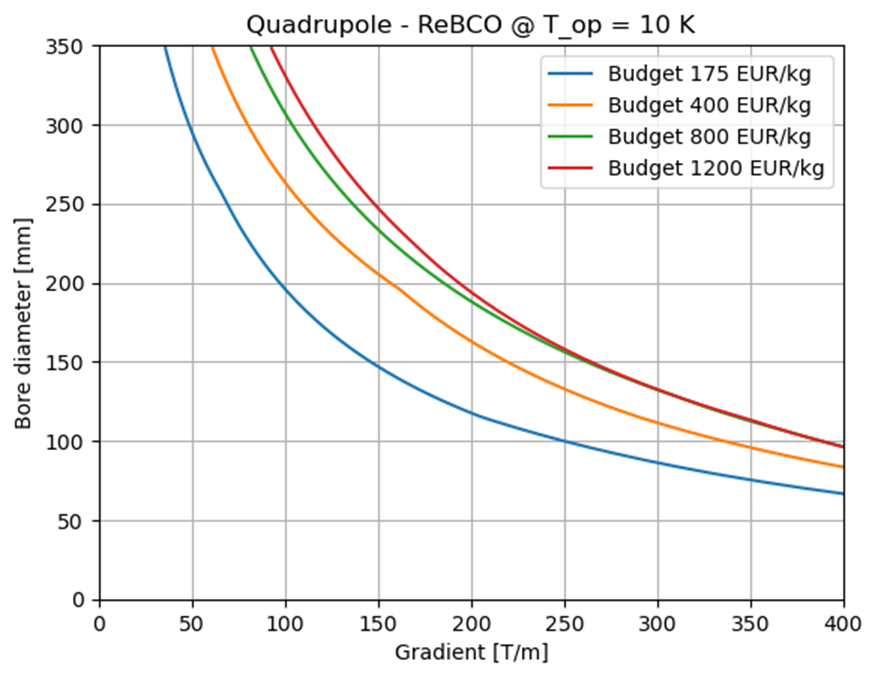 Quadrupole - ReBCO @ T_op = 10 K
Bore diameter [mm]
350
300
250
200
150
100
50
0
Budget 175 EUR/kg
Budget 400 EUR/kg
Budget 800 EUR/kg
Budget 1200 EUR/kg
0 50 100 150 200 250 300 350 400
Gradient [T/m]